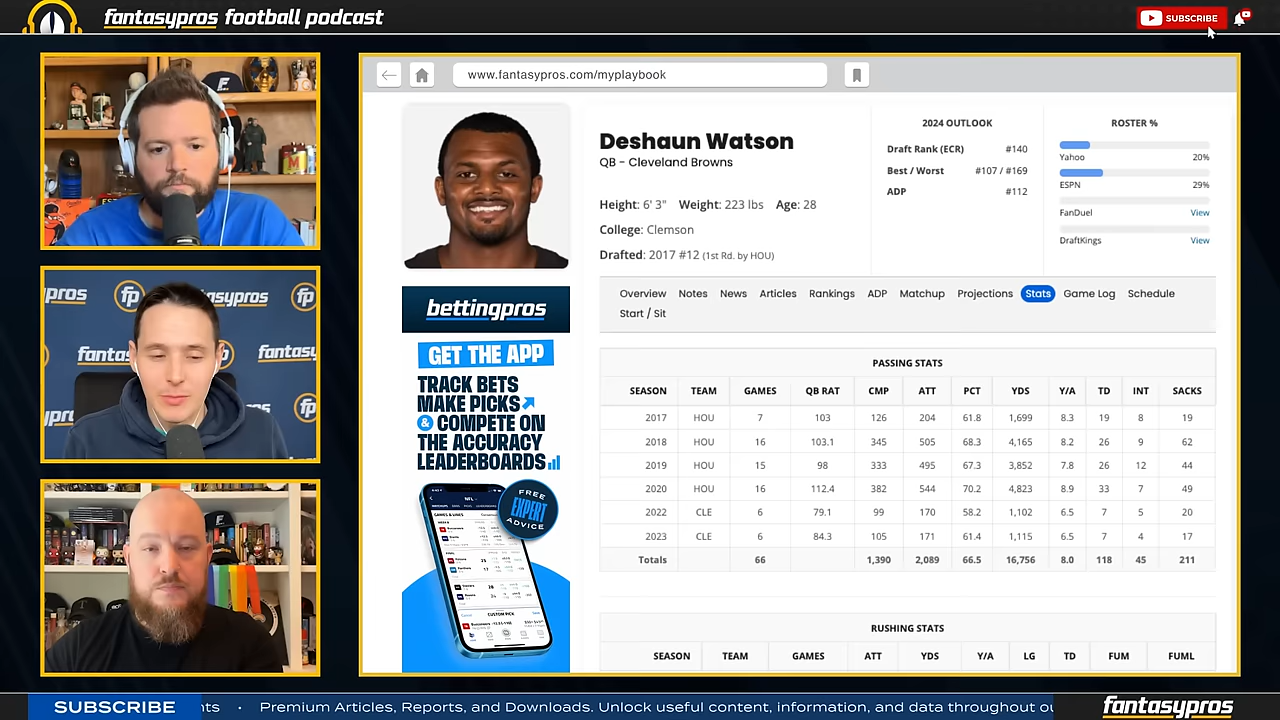 fantasypros football podcast
SUBSCRIBE
www.fantasypros.com/myplaybook
Deshaun Watson
QB - Cleveland Browns
Height: 6' 3" Weight: 223 lbs Age: 28
College: Clemson
Drafted: 2017 #12 (1st Rd. by HOU)
2024 OUTLOOK
Draft Rank (ECR) #140
Best / Worst #107 / #169
ADP #112
ROSTER %
Yahoo 20%
ESPN 29%
FanDuel View
DraftKings View
Overview Notes News Articles Rankings ADP Matchup Projections Stats Game Log Schedule
Start / Sit
bettingpros
GET THE APP
TRACK BETS
MAKE PICKS
& COMPETE ON
THE ACCURACY
LEADERBOARDS
FREE
EXPERT
ADVICE
PASSING STATS
SEASON TEAM GAMES QB RAT CMP ATT PCT YDS Y/A TD INT SACKS
2017 HOU 7 103 126 204 61.8 1,699 8.3 19 8 19
2018 HOU 16 103.1 345 505 68.3 4,165 8.2 26 9 62
2019 HOU 15 98 333 495 67.3 3,852 7.8 26 12 44
2020 HOU 16 112.4 382 544 70.2 4,823 8.9 33 7 49
2022 CLE 6 79.1 99 170 58.2 1,102 6.5 7 5 20
2023 CLE 6 84.3 105 171 61.4 1,115 6.5 7 4 17
Totals 66 1,390 2,089 66.5 16,756 8.0 118 45 211
RUSHING STATS
SEASON TEAM GAMES ATT YDS Y/A LG TD FUM FUML
SUBSCRIBE
nts · Premium Articles, Reports, and Downloads. Unlock useful content, information, and data throughout ou
fantasypros